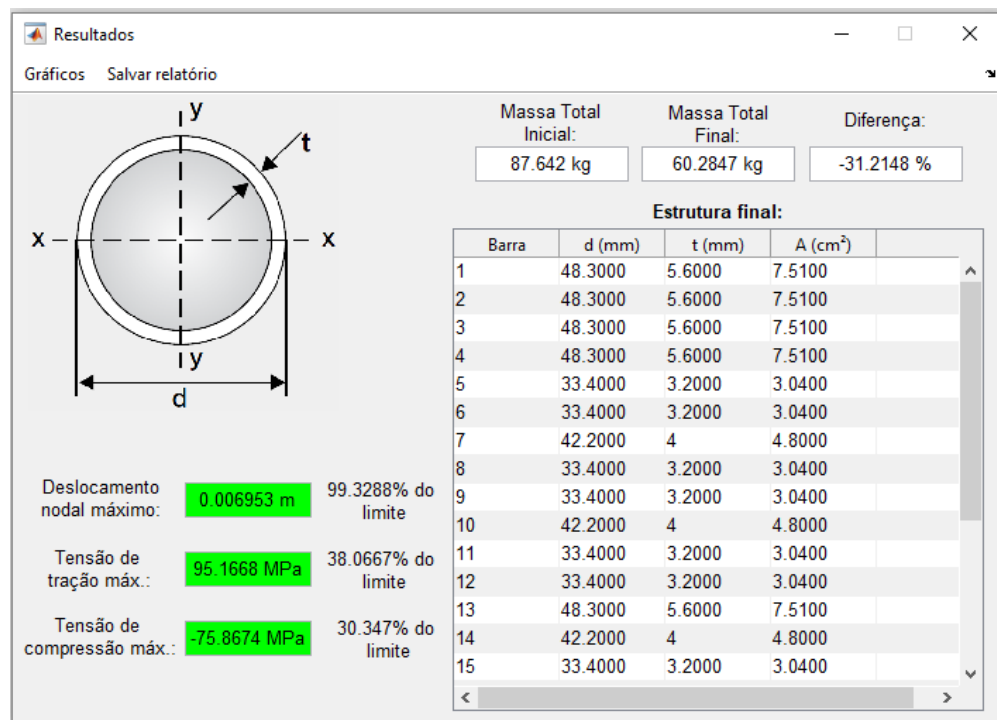 Resultados
Gráficos Salvar relatório
y
t
x
x
y
d
Massa Total
Inicial:
87.642 kg
Massa Total
Final:
60.2847 kg
Diferença:
-31.2148 %
Estrutura final:
Barra d (mm) t (mm) A (cm²)
1 48.3000 5.6000 7.5100
2 48.3000 5.6000 7.5100
3 48.3000 5.6000 7.5100
4 48.3000 5.6000 7.5100
5 33.4000 3.2000 3.0400
6 33.4000 3.2000 3.0400
7 42.2000 4 4.8000
8 33.4000 3.2000 3.0400
9 33.4000 3.2000 3.0400
10 42.2000 4 4.8000
11 33.4000 3.2000 3.0400
12 33.4000 3.2000 3.0400
13 48.3000 5.6000 7.5100
14 42.2000 4 4.8000
15 33.4000 3.2000 3.0400
Deslocamento
nodal máximo:
0.006953 m
99.3288% do
limite
Tensão de
tração máx.:
95.1668 MPa
38.0667% do
limite
Tensão de
compressão máx.:
-75.8674 MPa
30.347% do
limite